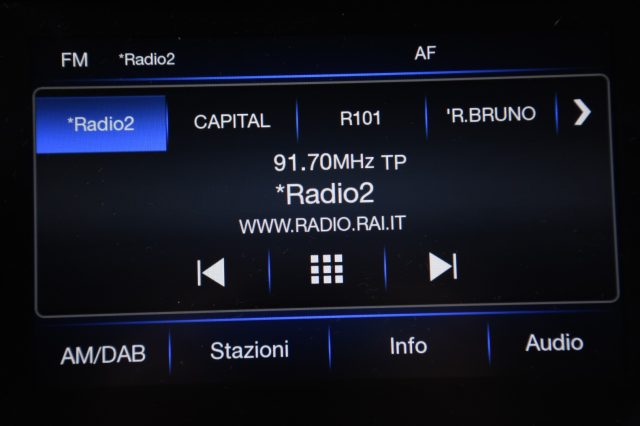 FM *Radio2 AF
*Radio2 CAPITAL R101 'R.BRUNO
91.70MHz TP
*Radio2
WWW.RADIO.RAI.IT
AM/DAB Stazioni Info Audio